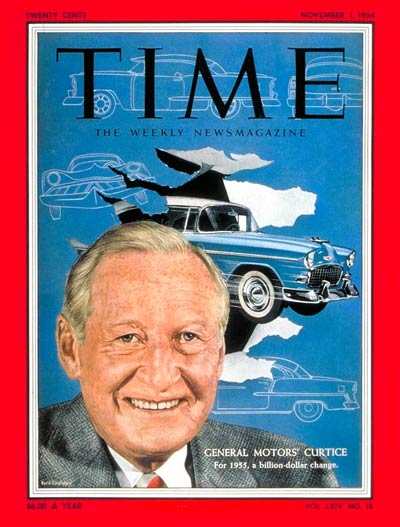 TWENTY CENTS
NOVEMBER 1, 1954
TIME
THE WEEKLY NEWSMAGAZINE
GENERAL MOTORS' CURTICE
For 1955, a billion-dollar change.
$6.00 A YEAR
VOL. LXIV NO. 18